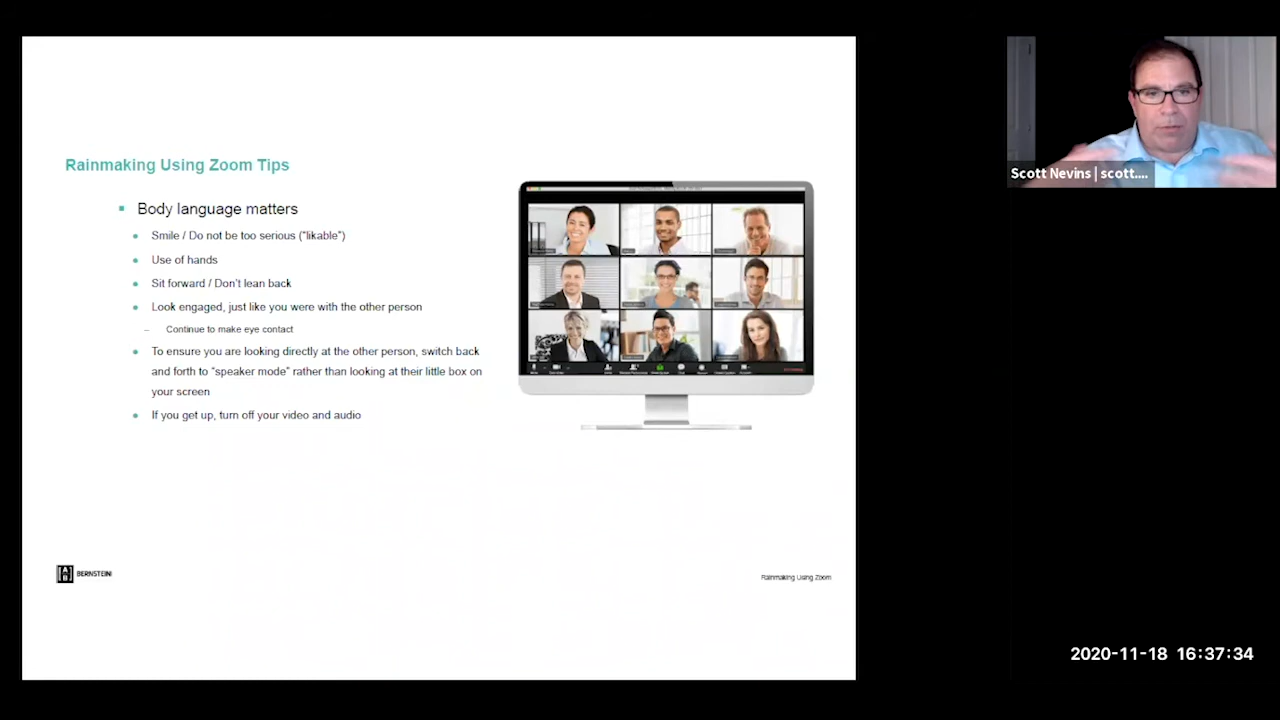 Rainmaking Using Zoom Tips
Body language matters
Smile / Do not be too serious (“likable”)
Use of hands
Sit forward / Don’t lean back
Look engaged, just like you were with the other person
– Continue to make eye contact
To ensure you are looking directly at the other person, switch back
and forth to “speaker mode” rather than looking at their little box on
your screen
If you get up, turn off your video and audio
AB BERNSTEIN
Rainmaking Using Zoom
Scott Nevins | scott....
2020-11-18 16:37:34